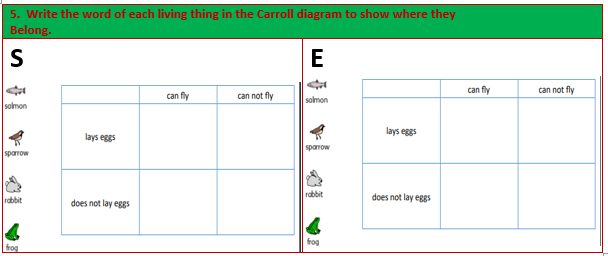 5. Write the word of each living thing in the Carroll diagram to show where they
Belong.
S
salmon
sparrow
rabbit
frog
can fly can not fly
lays eggs
does not lay eggs
E
salmon
sparrow
rabbit
frog
can fly can not fly
lays eggs
does not lay eggs